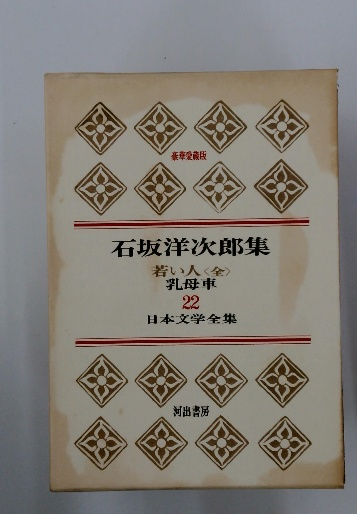 豪華愛蔵版
石坂洋次郎集
若い人〈全〉
乳母車
22
日本文学全集
河出書房